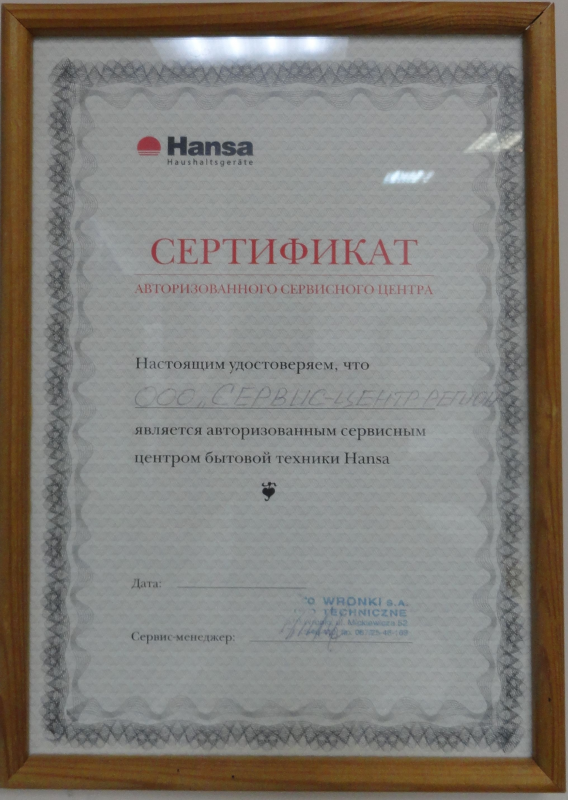 Hansa
Haushaltsgeräte
СЕРТИФИКАТ
АВТОРИЗОВАННОГО СЕРВИСНОГО ЦЕНТРА
Настоящим удостоверяем, что
ООО „СЕРВИС-ЦЕНТР РЕГИОН
является авторизованным сервисным
центром бытовой техники Hansa
Дата:
WRONKI S.A.
TECHNICZNE
Сервис-менеджер: